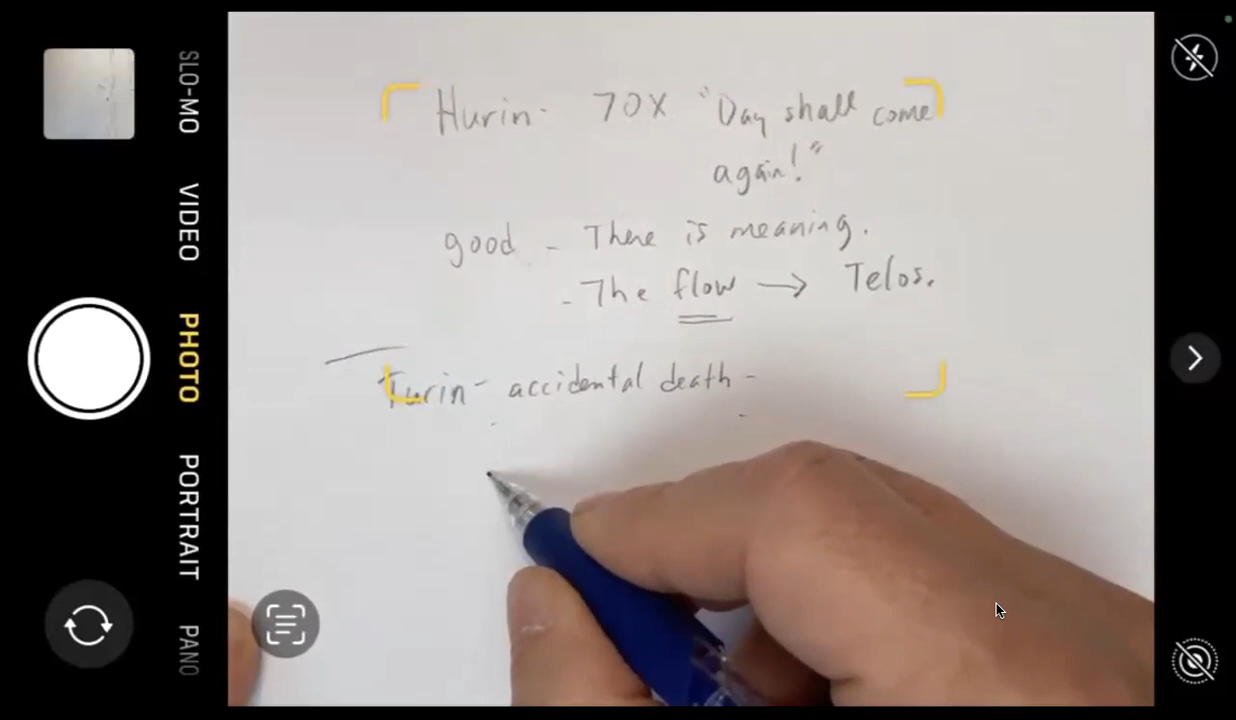 SLO-MO
VIDEO
PHOTO
PORTRAIT
PANO
Hurin - 70X "Day shall come
again!"
good - There is meaning.
- The flow → Telos.
Turin - accidental death -